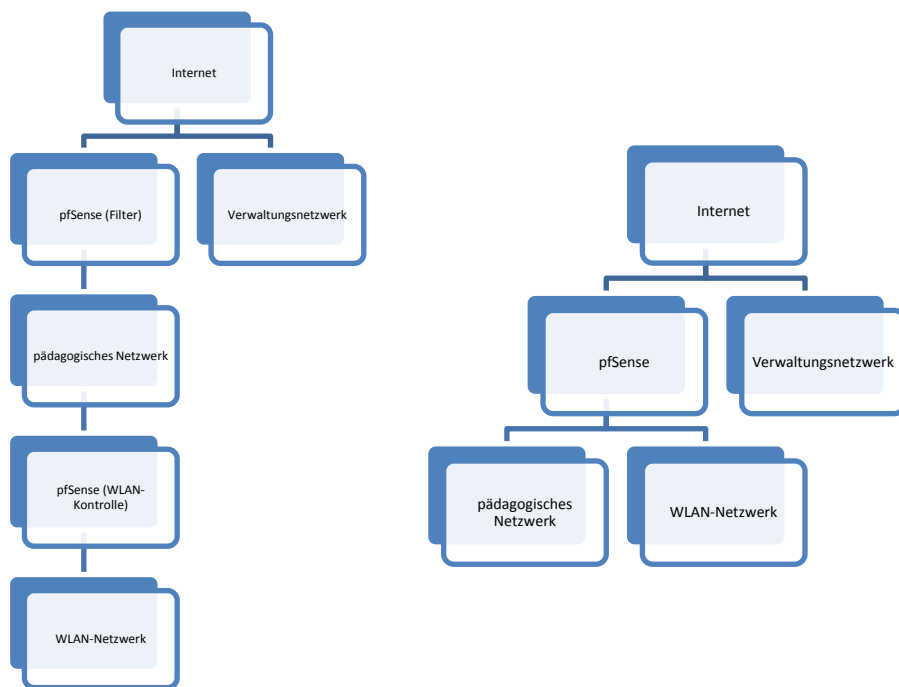 Internet
pfSense (Filter)
Verwaltungsnetzwerk
pädagogisches Netzwerk
pfSense (WLAN-
Kontrolle)
WLAN-Netzwerk
Internet
pfSense
Verwaltungsnetzwerk
pädagogisches
Netzwerk
WLAN-Netzwerk